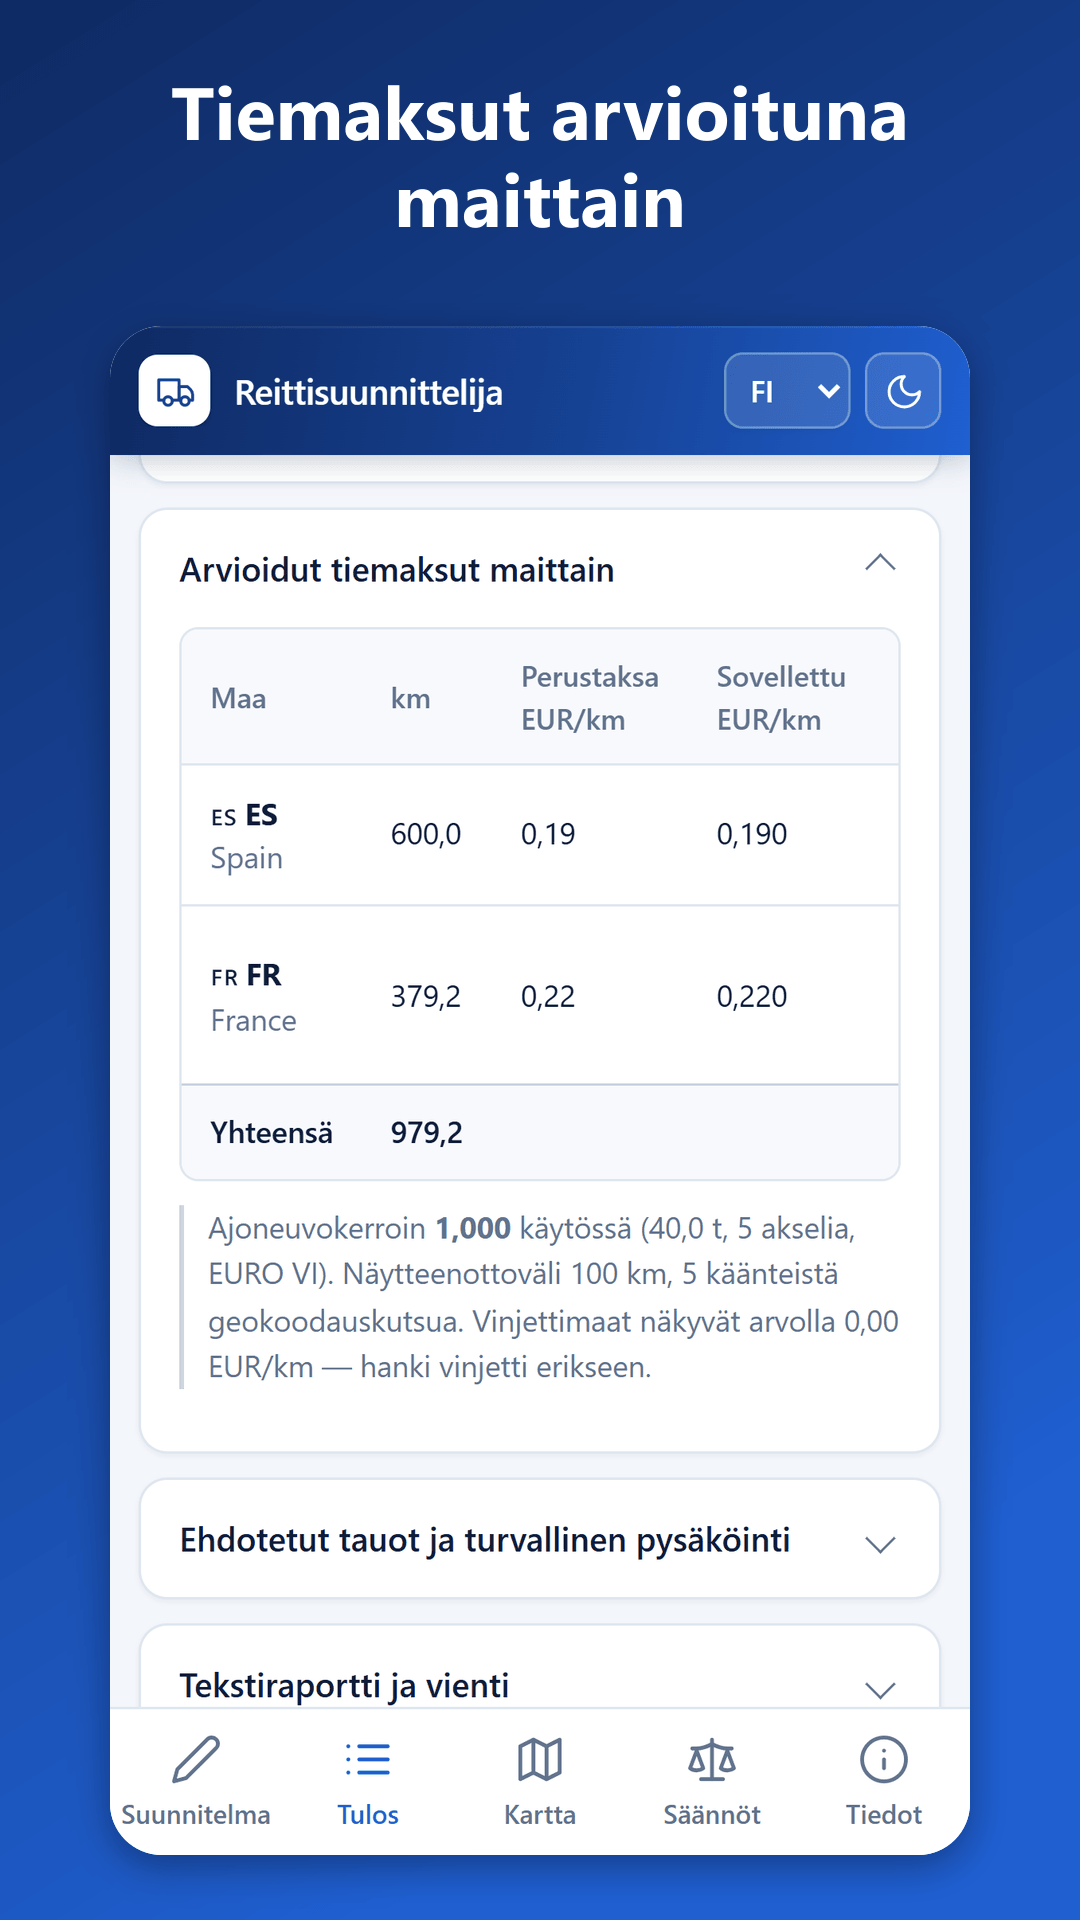 Tiemaksut arvioituna
maittain
Reittisuunnittelija
FI
Arvioidut tiemaksut maittain
Maa km Perustaksa EUR/km Sovellettu EUR/km
ES ES Spain 600,0 0,19 0,190
FR FR France 379,2 0,22 0,220
Yhteensä 979,2
Ajoneuvokerroin 1,000 käytössä (40,0 t, 5 akselia,
EURO VI). Näytteenottoväli 100 km, 5 käänteistä
geokoodauskutsua. Vinjettimaat näkyvät arvolla 0,00
EUR/km — hanki vinjetti erikseen.
Ehdotetut tauot ja turvallinen pysäköinti
Tekstiraportti ja vienti
Suunnitelma Tulos Kartta Säännöt Tiedot